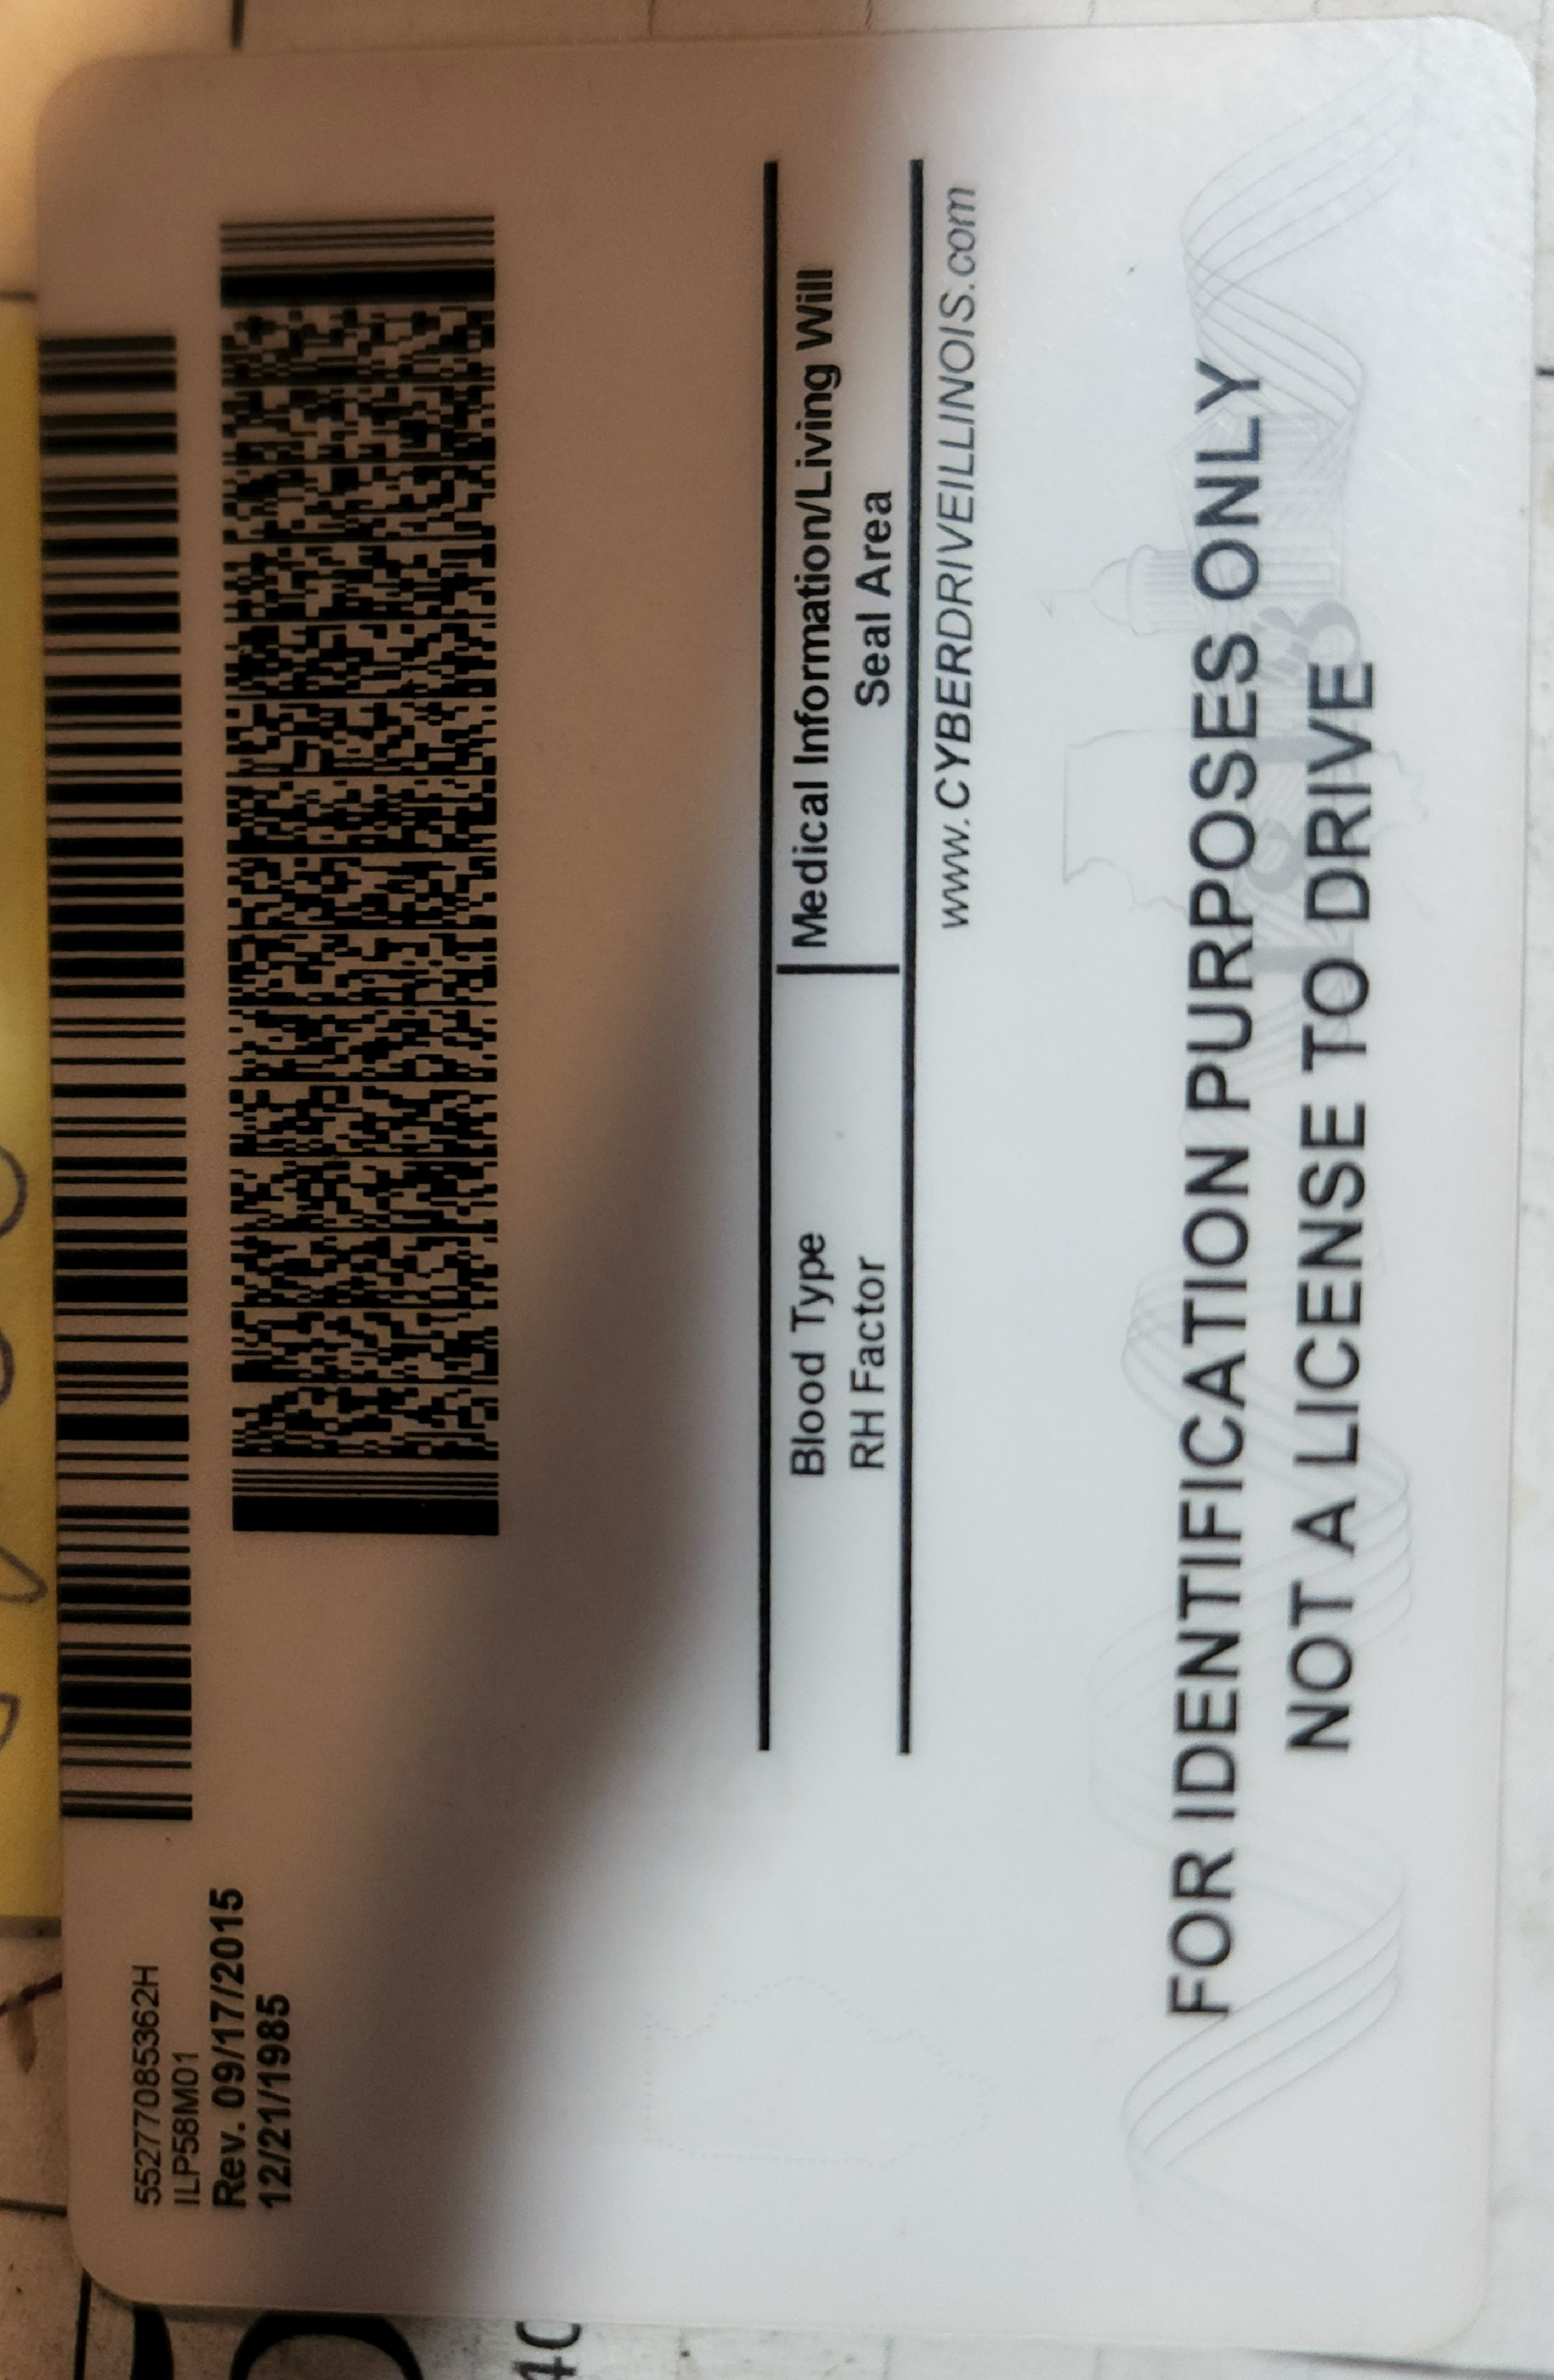 55277085362H
ILP58M01
Rev. 09/17/2015
12/21/1985
Blood Type
RH Factor
Medical Information/Living Will
Seal Area
www.CYBERDRIVEILLINOIS.com
FOR IDENTIFICATION PURPOSES ONLY
NOT A LICENSE TO DRIVE